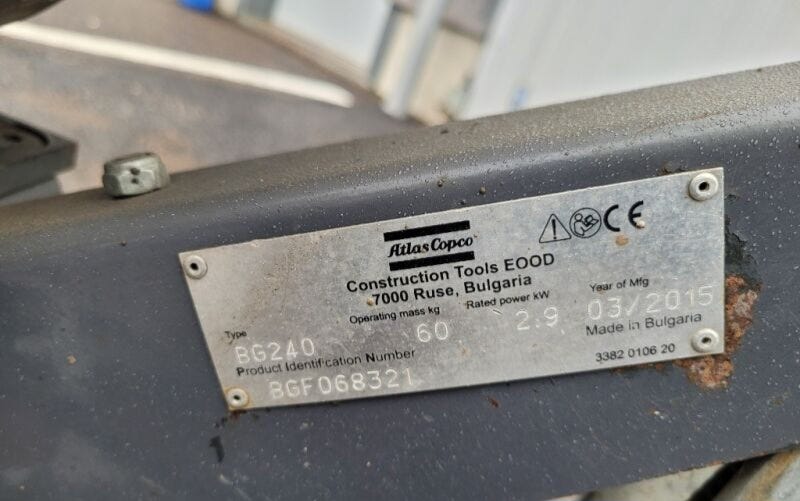 Atlas Copco
Construction Tools EOOD
7000 Ruse, Bulgaria
Type Operating mass kg Rated power kW Year of Mfg
BG240 60 2.9 03/2015
Product Identification Number Made in Bulgaria
BGF068321 3382 0106 20
CE